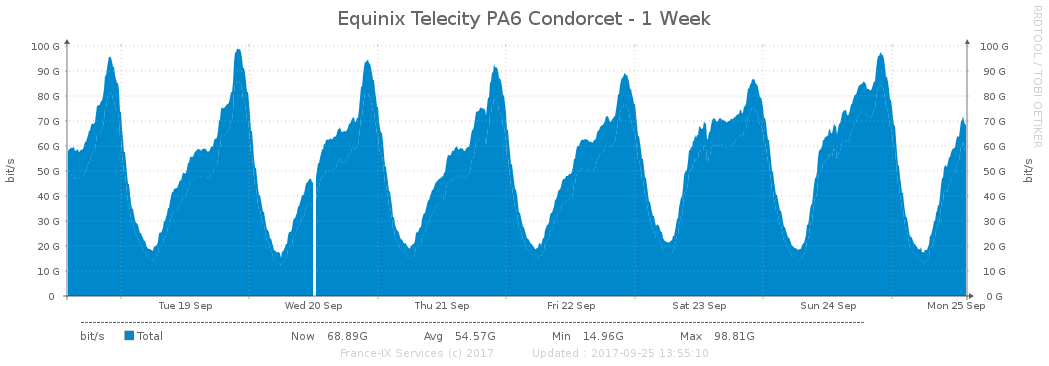 Equinix Telecity PA6 Condorcet - 1 Week
RRDTOOL / TOBI OETIKER
bit/s
100 G
90 G
80 G
70 G
60 G
50 G
40 G
30 G
20 G
10 G
0
100 G
90 G
80 G
70 G
60 G
50 G
40 G
30 G
20 G
10 G
0 G
bit/s
Tue 19 Sep Wed 20 Sep Thu 21 Sep Fri 22 Sep Sat 23 Sep Sun 24 Sep Mon 25 Sep
bit/s Total Now 68.89G Avg 54.57G Min 14.96G Max 98.81G
France-IX Services (c) 2017 Updated : 2017-09-25 13:55:10